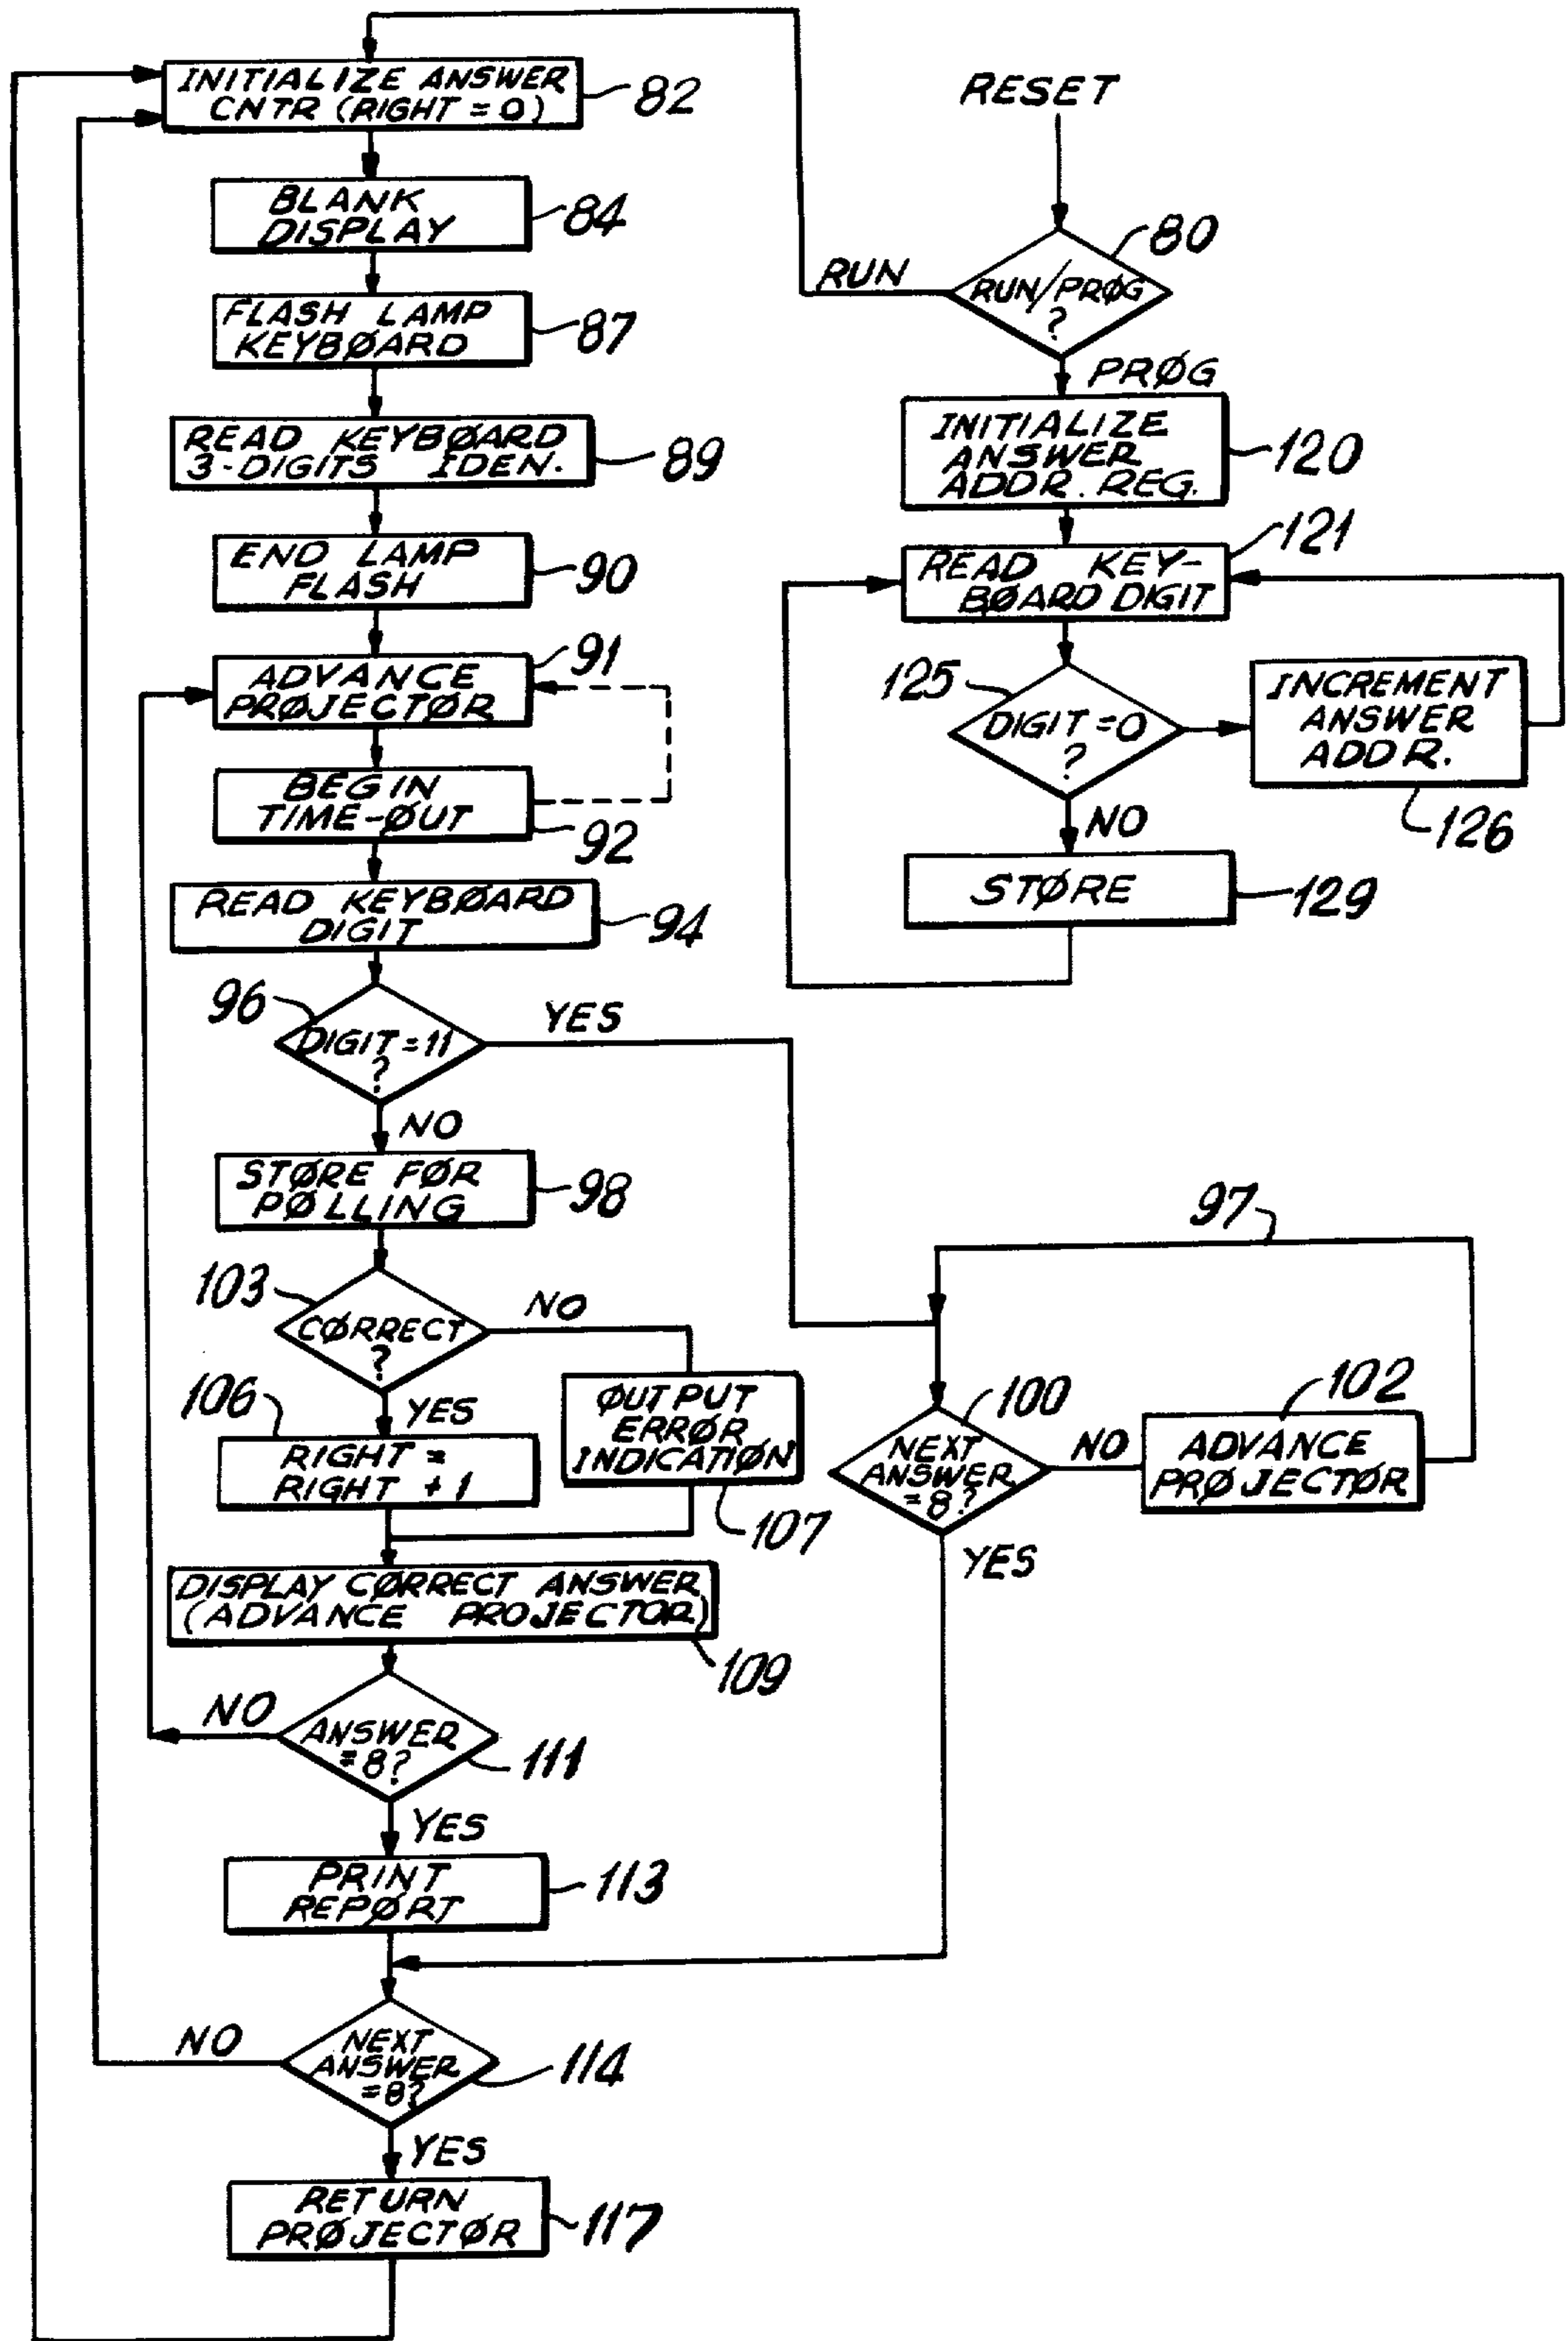 INITIALIZE ANSWER
CNTR (RIGHT = 0)
82
BLANK
DISPLAY
84
FLASH LAMP
KEYBØARD
87
READ KEYBØARD
3-DIGITS IDEN.
89
END LAMP
FLASH
90
ADVANCE
PRØJECTØR
91
BEGIN
TIME-ØUT
92
READ KEYBØARD
DIGIT
94
96
DIGIT = 11
?
YES
NO
STØRE FØR
PØLLING
98
103
CØRRECT
?
NO
YES
106
RIGHT =
RIGHT + 1
ØUTPUT
ERRØR
INDICATIØN
107
DISPLAY CØRRECT ANSWER
(ADVANCE PROJECTOR)
109
NO
ANSWER
= 8?
111
YES
PRINT
REPØRT
113
NO
NEXT
ANSWER
= 8?
114
YES
RETURN
PRØJECTØR
117
RESET
80
RUN
RUN/PRØG
?
PRØG
INITIALIZE
ANSWER
ADDR. REG.
120
121
READ KEY-
BØARD DIGIT
125
DIGIT = 0
?
INCREMENT
ANSWER
ADDR.
126
NO
STØRE
129
97
100
NEXT
ANSWER
= 8?
NO
102
ADVANCE
PRØJECTØR
YES